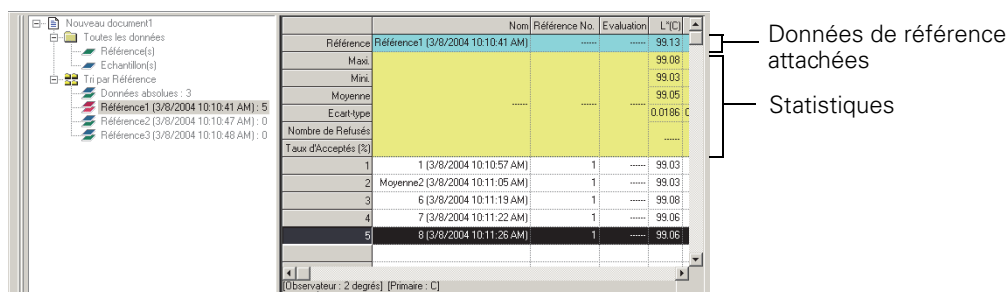 Nouveau document1
Toutes les données
Référence(s)
Echantillon(s)
Tri par Référence
Données absolues : 3
Référence1 (3/8/2004 10:10:41 AM) : 5
Référence2 (3/8/2004 10:10:47 AM) : 0
Référence3 (3/8/2004 10:10:48 AM) : 0
Nom Référence No. Evaluation L*(C)
Référence Référence1 (3/8/2004 10:10:41 AM) ------ ------ 99.13
Maxi. 99.08
Mini. 99.03
Moyenne ------ ------ ------ 99.05
Ecart-type 0.0186 0
Nombre de Refusés ------
Taux d'Acceptés (%)
1 1 (3/8/2004 10:10:57 AM) 1 ------ 99.03
2 Moyenne2 (3/8/2004 10:11:05 AM) 1 ------ 99.03
3 6 (3/8/2004 10:11:19 AM) 1 ------ 99.08
4 7 (3/8/2004 10:11:22 AM) 1 ------ 99.06
5 8 (3/8/2004 10:11:26 AM) 1 ------ 99.06
[Observateur : 2 degrés] [Primaire : C]
Données de référence
attachées
Statistiques